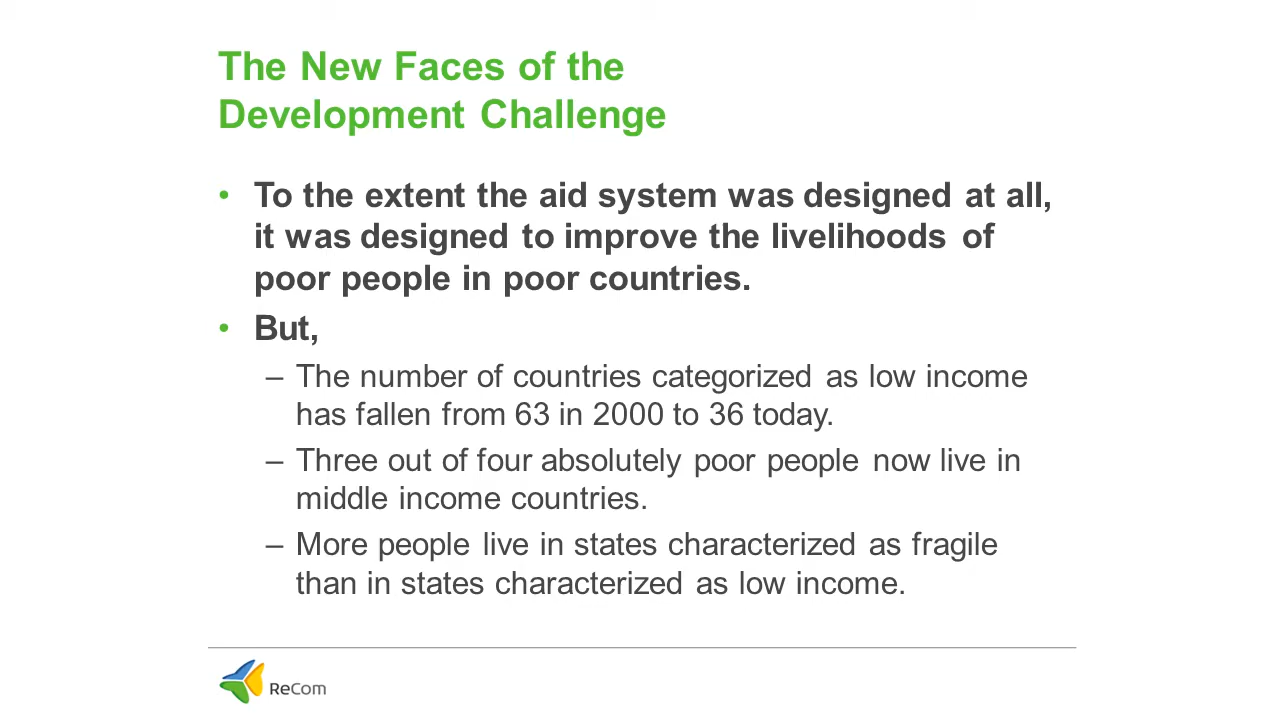 The New Faces of the
Development Challenge
• To the extent the aid system was designed at all,
it was designed to improve the livelihoods of
poor people in poor countries.
• But,
– The number of countries categorized as low income
has fallen from 63 in 2000 to 36 today.
– Three out of four absolutely poor people now live in
middle income countries.
– More people live in states characterized as fragile
than in states characterized as low income.
ReCom